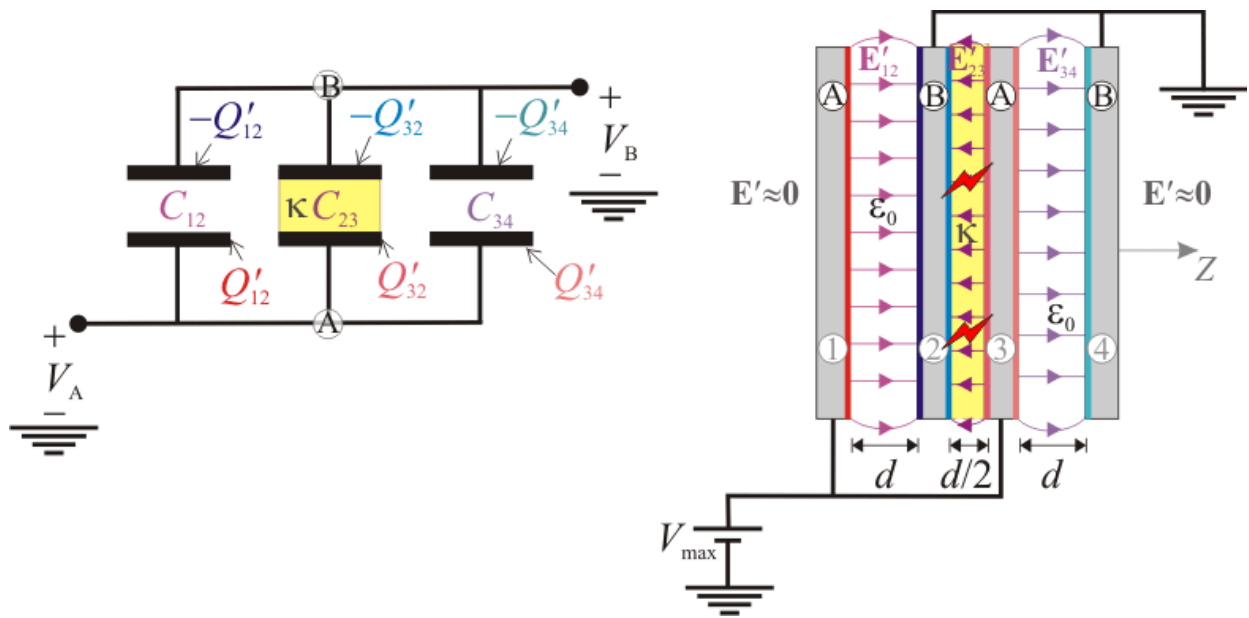 B
−Q′₁₂
−Q′₃₂
−Q′₃₄
+
V_B
−
C₁₂
κC₂₃
C₃₄
Q′₁₂
Q′₃₂
Q′₃₄
A
+
V_A
−
E′₁₂
E′₂₃
E′₃₄
A
B
A
B
E′≈0
ε₀
κ
E′≈0
Z
ε₀
1
2
3
4
d
d/2
d
V_max